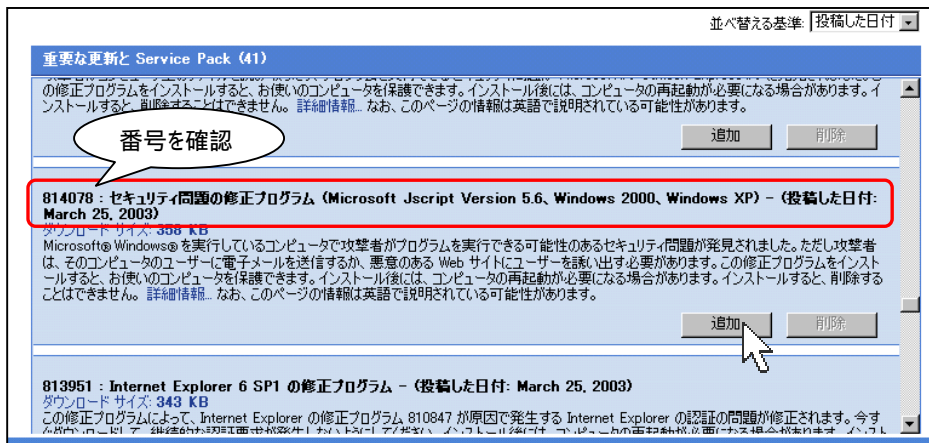 並べ替える基準: 投稿した日付
重要な更新と Service Pack (41)
の修正プログラムをインストールすると、お使いのコンピュータを保護できます。インストール後には、コンピュータの再起動が必要になる場合があります。イ
ンストールすると、削除することはできません。 詳細情報... なお、このページの情報は英語で説明されている可能性があります。
番号を確認
追加 削除
814078 : セキュリティ問題の修正プログラム (Microsoft Jscript Version 5.6、Windows 2000、Windows XP) - (投稿した日付:
March 25, 2003)
ダウンロード サイズ: 358 KB
Microsoft® Windows® を実行しているコンピュータで攻撃者がプログラムを実行できる可能性のあるセキュリティ問題が発見されました。ただし攻撃者
は、そのコンピュータのユーザーに電子メールを送信するか、悪意のある Web サイトにユーザーを誘い出す必要があります。この修正プログラムをインスト
ールすると、お使いのコンピュータを保護できます。インストール後には、コンピュータの再起動が必要になる場合があります。インストールすると、削除する
ことはできません。 詳細情報... なお、このページの情報は英語で説明されている可能性があります。
追加 削除
813951 : Internet Explorer 6 SP1 の修正プログラム - (投稿した日付: March 25, 2003)
ダウンロード サイズ: 343 KB
この修正プログラムによって、Internet Explorer の修正プログラム 810847 が原因で発生する Internet Explorer の認証の問題が修正されます。今す